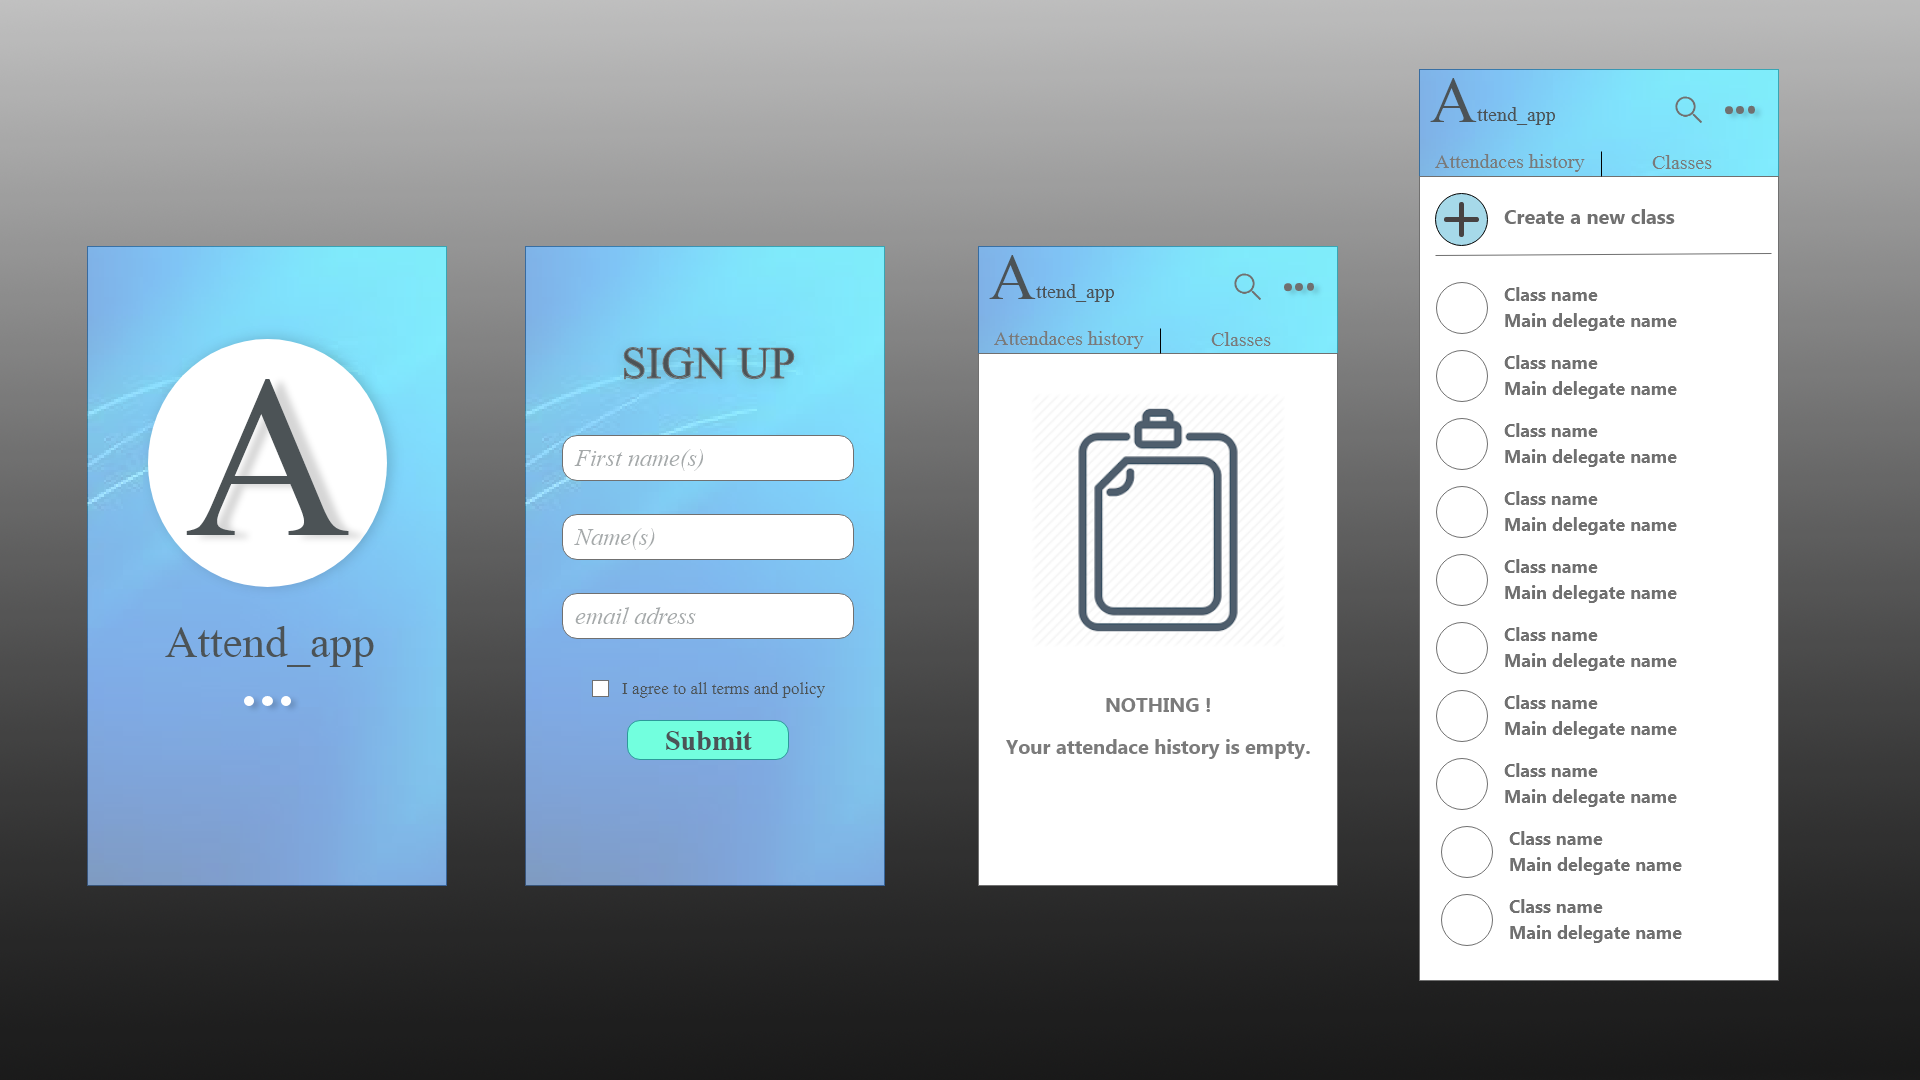 A
Attend_app
SIGN UP
First name(s)
Name(s)
email adress
I agree to all terms and policy
Submit
Attend_app
Attendaces history
Classes
NOTHING !
Your attendace history is empty.
Attend_app
Attendaces history
Classes
Create a new class
Class name
Main delegate name
Class name
Main delegate name
Class name
Main delegate name
Class name
Main delegate name
Class name
Main delegate name
Class name
Main delegate name
Class name
Main delegate name
Class name
Main delegate name
Class name
Main delegate name
Class name
Main delegate name